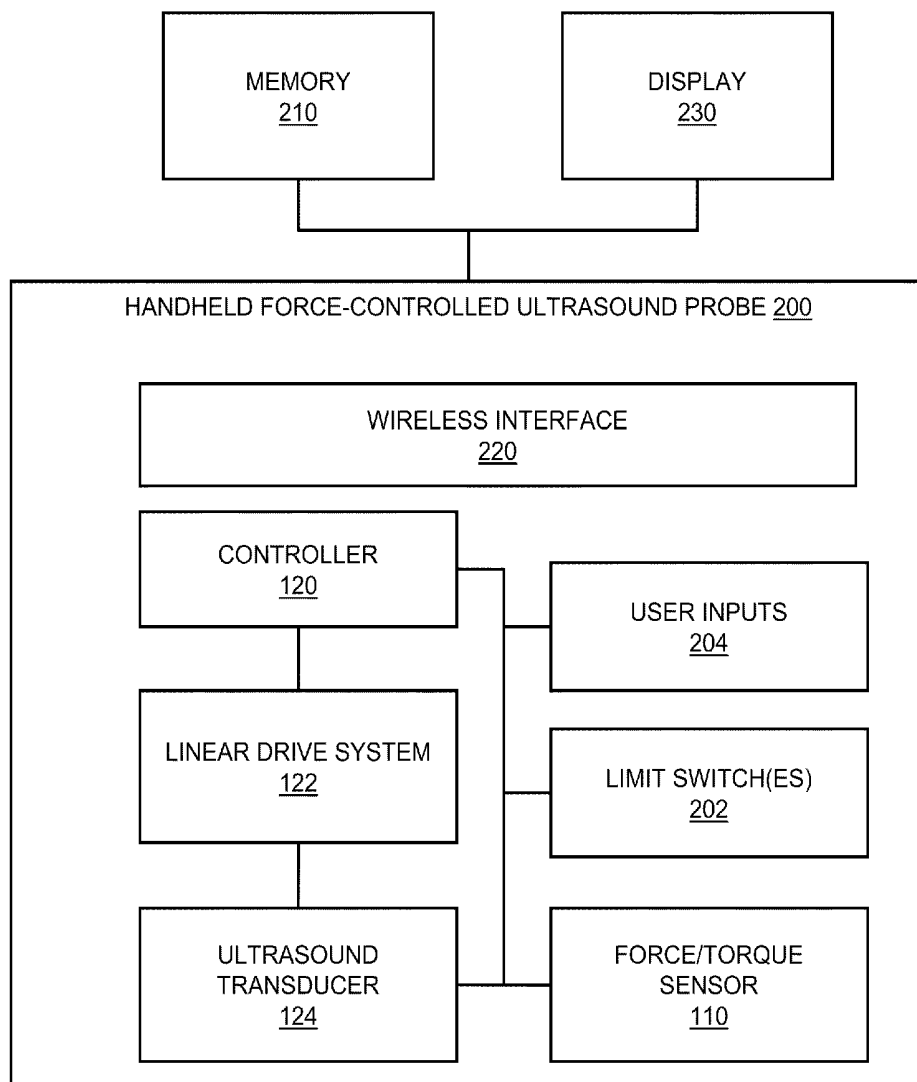 MEMORY
210
DISPLAY
230
HANDHELD FORCE-CONTROLLED ULTRASOUND PROBE 200
WIRELESS INTERFACE
220
CONTROLLER
120
USER INPUTS
204
LINEAR DRIVE SYSTEM
122
LIMIT SWITCH(ES)
202
ULTRASOUND
TRANSDUCER
124
FORCE/TORQUE
SENSOR
110